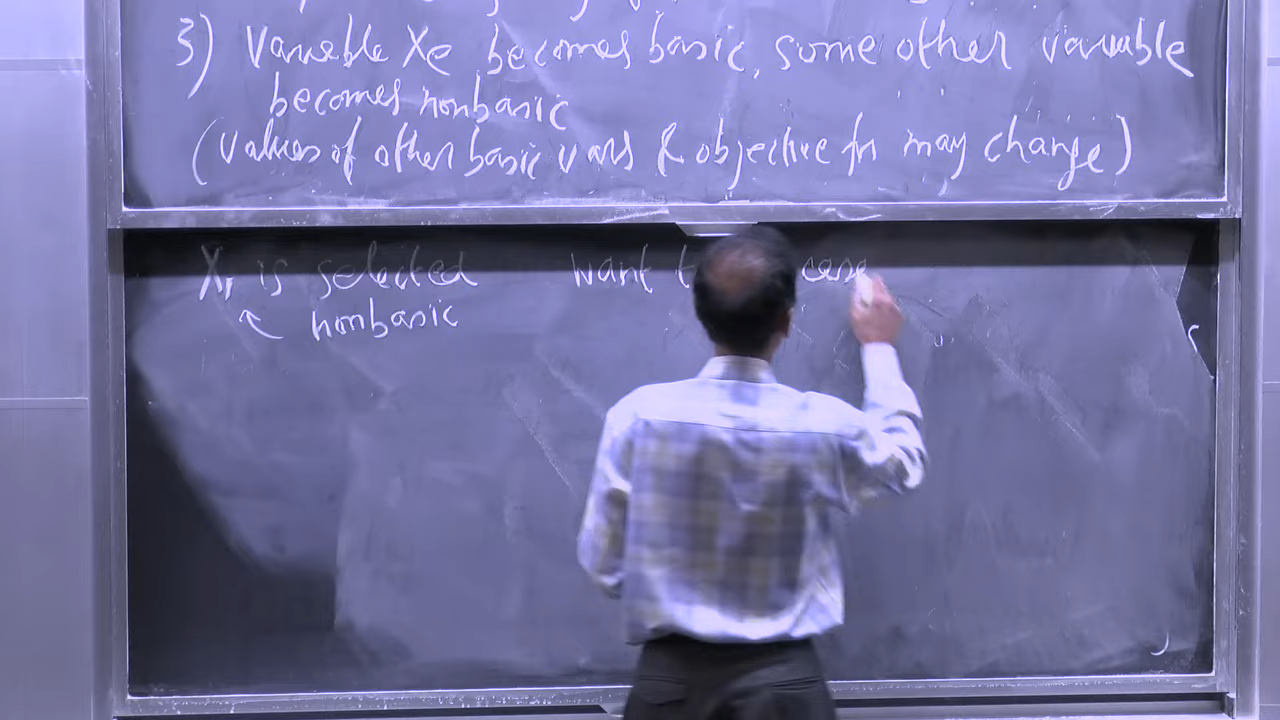 3) Variable Xe becomes basic, some other variable
becomes nonbasic
(Values of other basic vars & objective fn may change)
X₁ is selected want
nonbasic